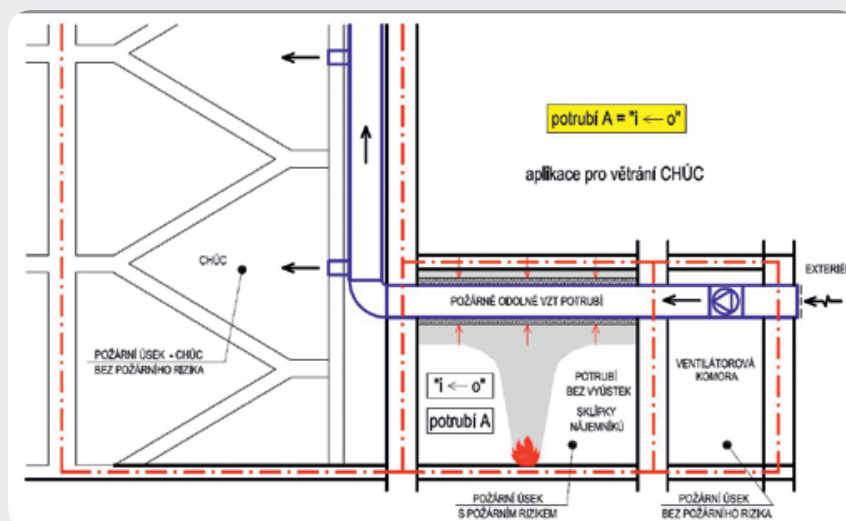 potrubí A = "i ← o"
aplikace pro větrání CHÚC
CHÚC
EXTERIÉR
POŽÁRNĚ ODOLNÉ VZT POTRUBÍ
POŽÁRNÍ ÚSEK - CHÚC
BEZ POŽÁRNÍHO RIZIKA
"i ← o"
potrubí A
POTRUBÍ
BEZ VYÚSTEK
SKLÍPKY
NÁJEMNÍKŮ
VENTILÁTOROVÁ
KOMORA
POŽÁRNÍ ÚSEK
S POŽÁRNÍM RIZIKEM
POŽÁRNÍ ÚSEK
BEZ POŽÁRNÍHO RIZIKA